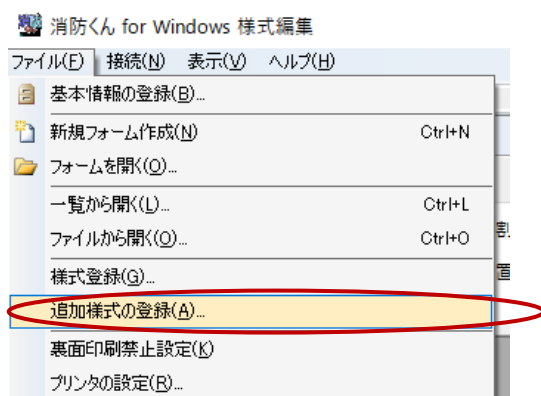 消防くん for Windows 様式編集
ファイル(F) 接続(N) 表示(V) ヘルプ(H)
基本情報の登録(B)...
新規フォーム作成(N) Ctrl+N
フォームを開く(O)...
一覧から開く(L)... Ctrl+L
ファイルから開く(O)... Ctrl+O
様式登録(G)...
追加様式の登録(A)...
裏面印刷禁止設定(K)
プリンタの設定(R)...